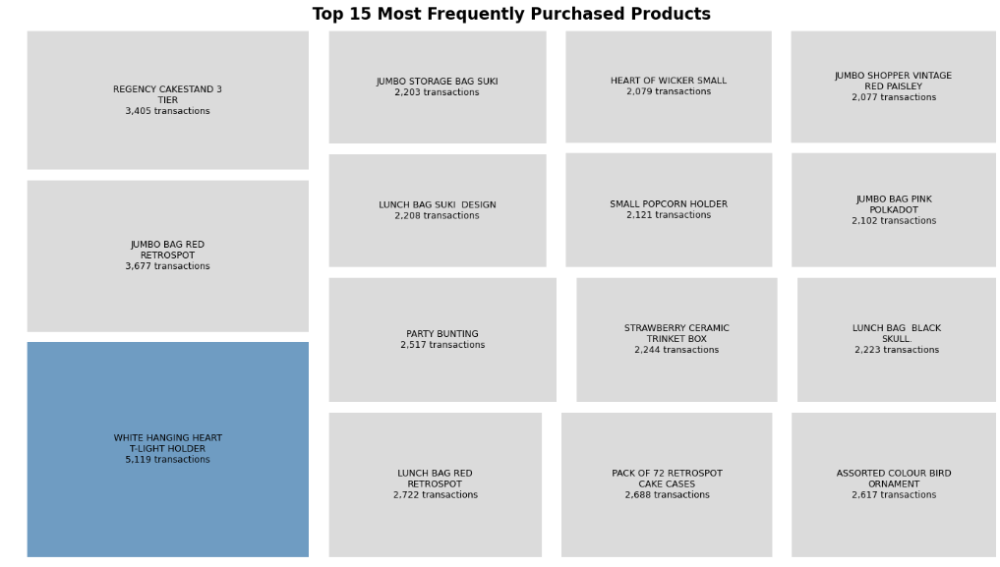 Top 15 Most Frequently Purchased Products
REGENCY CAKESTAND 3
TIER
3,405 transactions
JUMBO STORAGE BAG SUKI
2,203 transactions
HEART OF WICKER SMALL
2,079 transactions
JUMBO SHOPPER VINTAGE
RED PAISLEY
2,077 transactions
LUNCH BAG SUKI  DESIGN
2,208 transactions
SMALL POPCORN HOLDER
2,121 transactions
JUMBO BAG PINK
POLKADOT
2,102 transactions
JUMBO BAG RED
RETROSPOT
3,677 transactions
PARTY BUNTING
2,517 transactions
STRAWBERRY CERAMIC
TRINKET BOX
2,244 transactions
LUNCH BAG  BLACK
SKULL.
2,223 transactions
WHITE HANGING HEART
T-LIGHT HOLDER
5,119 transactions
LUNCH BAG RED
RETROSPOT
2,722 transactions
PACK OF 72 RETROSPOT
CAKE CASES
2,688 transactions
ASSORTED COLOUR BIRD
ORNAMENT
2,617 transactions